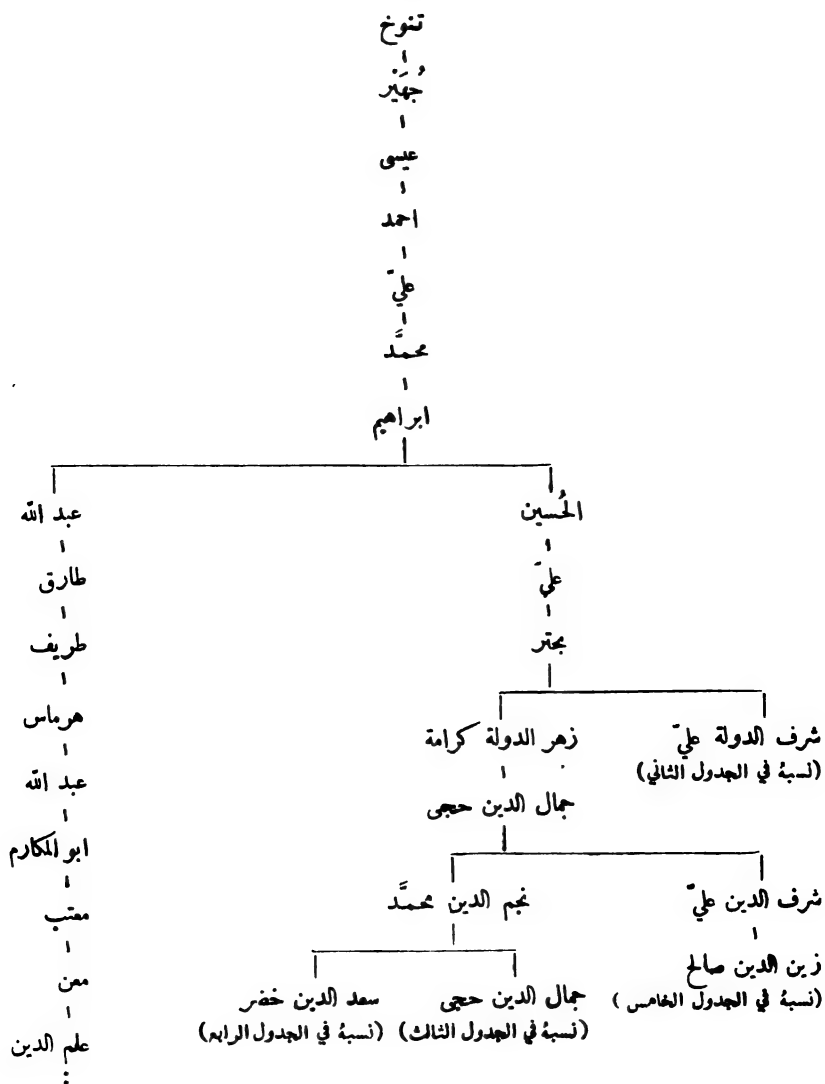 تنوخ
جُهَيْر
عيسى
احمد
عليّ
محمَّد
ابراهيم
الحُسين
عبد الله
عليّ
طارق
بحتر
طريف
شرف الدولة عليّ
(نسبهُ في الجدول الثاني)
زهر الدولة كرامة
هرماس
جمال الدين حجى
عبد الله
ابو المكارم
شرف الدين عليّ
نجم الدين محمَّد
معتب
زين الدين صالح
(نسبهُ في الجدول الخامس)
جمال الدين حجى
(نسبهُ في الجدول الثالث)
سعد الدين خضر
(نسبهُ في الجدول الرابع)
معن
علم الدين